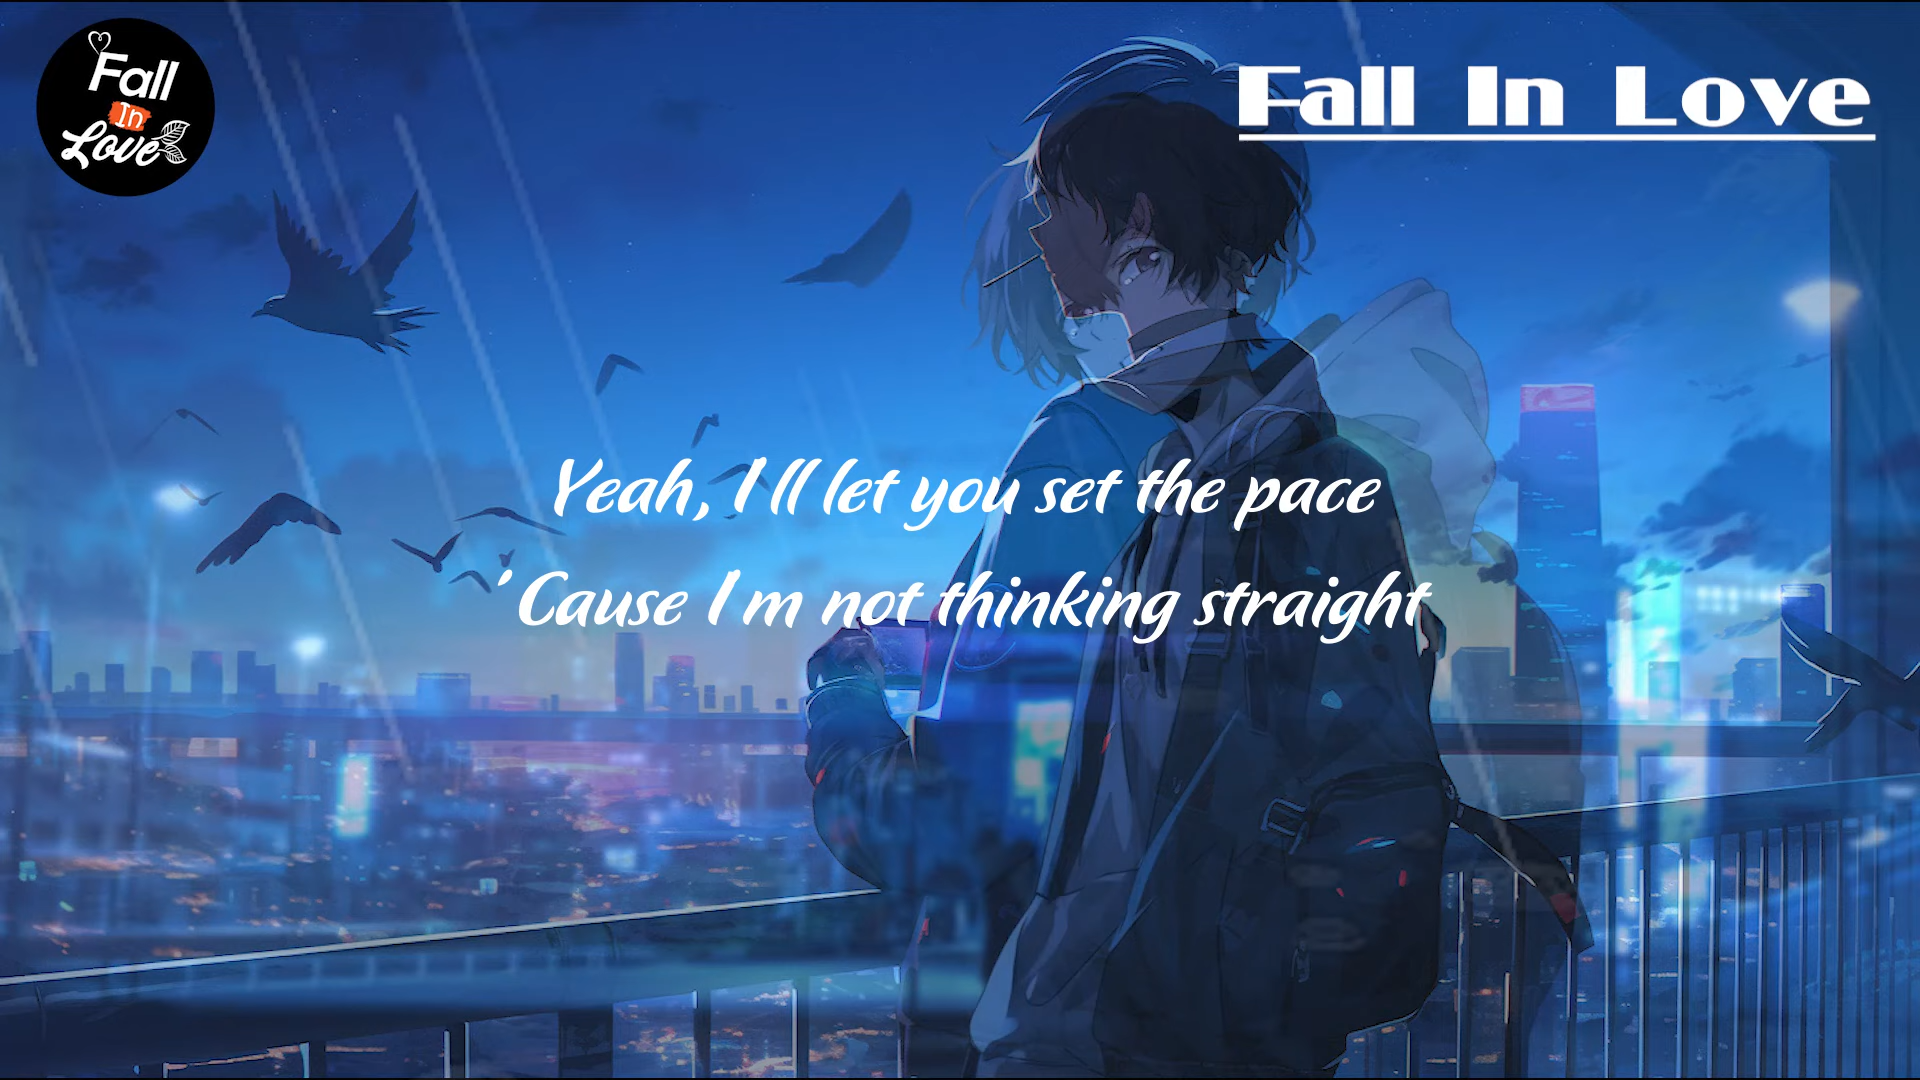 Fall
In
Love
Fall In Love
Yeah, I'll let you set the pace
'Cause I'm not thinking straight